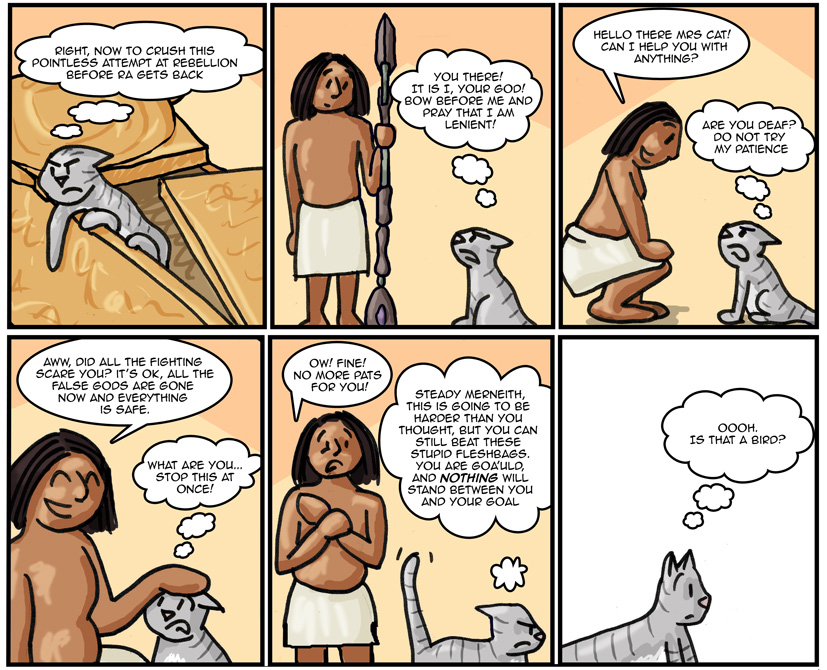 RIGHT, NOW TO CRUSH THIS
POINTLESS ATTEMPT AT REBELLION
BEFORE RA GETS BACK
YOU THERE!
IT IS I, YOUR GOD!
BOW BEFORE ME AND
PRAY THAT I AM
LENIENT!
HELLO THERE MRS CAT!
CAN I HELP YOU WITH
ANYTHING?
ARE YOU DEAF?
DO NOT TRY
MY PATIENCE
AWW, DID ALL THE FIGHTING
SCARE YOU? IT'S OK, ALL THE
FALSE GODS ARE GONE
NOW AND EVERYTHING
IS SAFE.
WHAT ARE YOU...
STOP THIS AT
ONCE!
OW! FINE!
NO MORE PATS
FOR YOU!
STEADY MERNEITH,
THIS IS GOING TO BE
HARDER THAN YOU
THOUGHT, BUT YOU CAN
STILL BEAT THESE
STUPID FLESHBAGS.
YOU ARE GOA'ULD,
AND NOTHING WILL
STAND BETWEEN YOU
AND YOUR GOAL
OOOH.
IS THAT A BIRD?